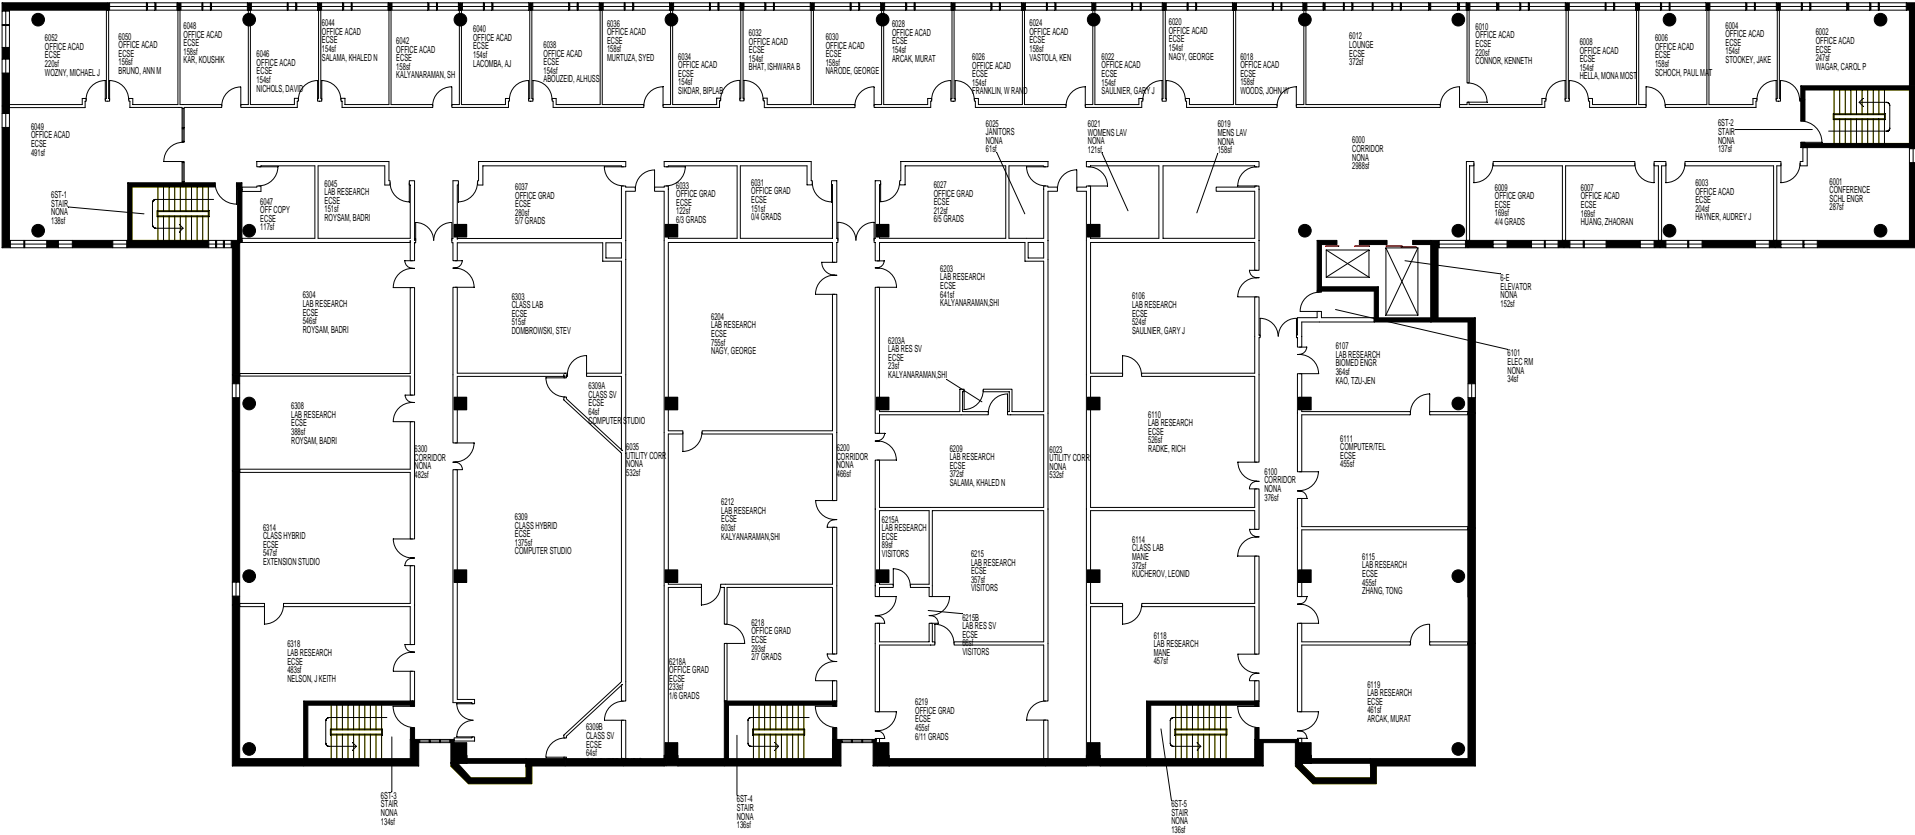 6052
OFFICE ACAD
ECSE
220sf
WOZNY, MICHAEL J
6050
OFFICE ACAD
ECSE
156sf
BRUNO, ANN M
6048
OFFICE ACAD
ECSE
158sf
KAR, KOUSHIK
6046
OFFICE ACAD
ECSE
154sf
NICHOLS, DAVID
6044
OFFICE ACAD
ECSE
154sf
SALAMA, KHALED N
6042
OFFICE ACAD
ECSE
158sf
KALYANARAMAN, SH
6040
OFFICE ACAD
ECSE
154sf
LACOMBA, AJ
6038
OFFICE ACAD
ECSE
154sf
ABOUZEID, ALHUSS
6036
OFFICE ACAD
ECSE
158sf
MURTUZA, SYED
6034
OFFICE ACAD
ECSE
154sf
SIKDAR, BIPLAB
6032
OFFICE ACAD
ECSE
154sf
BHAT, ISHWARA B
6030
OFFICE ACAD
ECSE
158sf
NARODE, GEORGE
6028
OFFICE ACAD
ECSE
154sf
ARCAK, MURAT
6026
OFFICE ACAD
ECSE
154sf
FRANKLIN, W RAND
6024
OFFICE ACAD
ECSE
158sf
VASTOLA, KEN
6022
OFFICE ACAD
ECSE
154sf
SAULNIER, GARY J
6020
OFFICE ACAD
ECSE
154sf
NAGY, GEORGE
6018
OFFICE ACAD
ECSE
158sf
WOODS, JOHN W
6012
LOUNGE
ECSE
372sf
6010
OFFICE ACAD
ECSE
220sf
CONNOR, KENNETH
6008
OFFICE ACAD
ECSE
154sf
HELLA, MONA MOST
6006
OFFICE ACAD
ECSE
158sf
SCHOCH, PAUL MAT
6004
OFFICE ACAD
ECSE
154sf
STOOKEY, JAKE
6002
OFFICE ACAD
ECSE
247sf
WAGAR, CAROL P
6049
OFFICE ACAD
ECSE
491sf
6025
JANITORS
NONA
61sf
6021
WOMENS LAV
NONA
121sf
6019
MENS LAV
NONA
158sf
6000
CORRIDOR
NONA
2988sf
6ST-2
STAIR
NONA
137sf
6ST-1
STAIR
NONA
138sf
6047
OFF COPY
ECSE
117sf
6045
LAB RESEARCH
ECSE
151sf
ROYSAM, BADRI
6037
OFFICE GRAD
ECSE
280sf
5/7 GRADS
6033
OFFICE GRAD
ECSE
122sf
6/3 GRADS
6031
OFFICE GRAD
ECSE
151sf
0/4 GRADS
6027
OFFICE GRAD
ECSE
212sf
6/5 GRADS
6009
OFFICE GRAD
ECSE
169sf
4/4 GRADS
6007
OFFICE ACAD
ECSE
169sf
HUANG, ZHAORAN
6003
OFFICE ACAD
ECSE
204sf
HAYNER, AUDREY J
6001
CONFERENCE
SCHL ENGR
287sf
6304
LAB RESEARCH
ECSE
546sf
ROYSAM, BADRI
6303
CLASS LAB
ECSE
515sf
DOMBROWSKI, STEV
6204
LAB RESEARCH
ECSE
755sf
NAGY, GEORGE
6203
LAB RESEARCH
ECSE
641sf
KALYANARAMAN,SHI
6203A
LAB RES SV
ECSE
23sf
KALYANARAMAN,SHI
6106
LAB RESEARCH
ECSE
524sf
SAULNIER, GARY J
6-E
ELEVATOR
NONA
152sf
6107
LAB RESEARCH
BIOMED ENGR
364sf
KAO, TZU-JEN
6101
ELEC RM
NONA
34sf
6308
LAB RESEARCH
ECSE
388sf
ROYSAM, BADRI
6309A
CLASS SV
ECSE
64sf
COMPUTER STUDIO
6300
CORRIDOR
NONA
482sf
6035
UTILITY CORR
NONA
532sf
6200
CORRIDOR
NONA
466sf
6209
LAB RESEARCH
ECSE
372sf
SALAMA, KHALED N
6023
UTILITY CORR
NONA
532sf
6110
LAB RESEARCH
ECSE
526sf
RADKE, RICH
6100
CORRIDOR
NONA
376sf
6111
COMPUTER/TEL
ECSE
455sf
6314
CLASS HYBRID
ECSE
547sf
EXTENSION STUDIO
6309
CLASS HYBRID
ECSE
1375sf
COMPUTER STUDIO
6212
LAB RESEARCH
ECSE
603sf
KALYANARAMAN,SHI
6215A
LAB RESEARCH
ECSE
89sf
VISITORS
6215
LAB RESEARCH
ECSE
357sf
VISITORS
6114
CLASS LAB
MANE
372sf
KUCHEROV, LEONID
6115
LAB RESEARCH
ECSE
455sf
ZHANG, TONG
6318
LAB RESEARCH
ECSE
483sf
NELSON, J KEITH
6218
OFFICE GRAD
ECSE
293sf
2/7 GRADS
6215B
LAB RES SV
ECSE
VISITORS
6118
LAB RESEARCH
MANE
457sf
6218A
OFFICE GRAD
ECSE
233sf
1/6 GRADS
6309B
CLASS SV
ECSE
64sf
6219
OFFICE GRAD
ECSE
455sf
6/11 GRADS
6119
LAB RESEARCH
ECSE
461sf
ARCAK, MURAT
6ST-3
STAIR
NONA
134sf
6ST-4
STAIR
NONA
136sf
6ST-5
STAIR
NONA
136sf